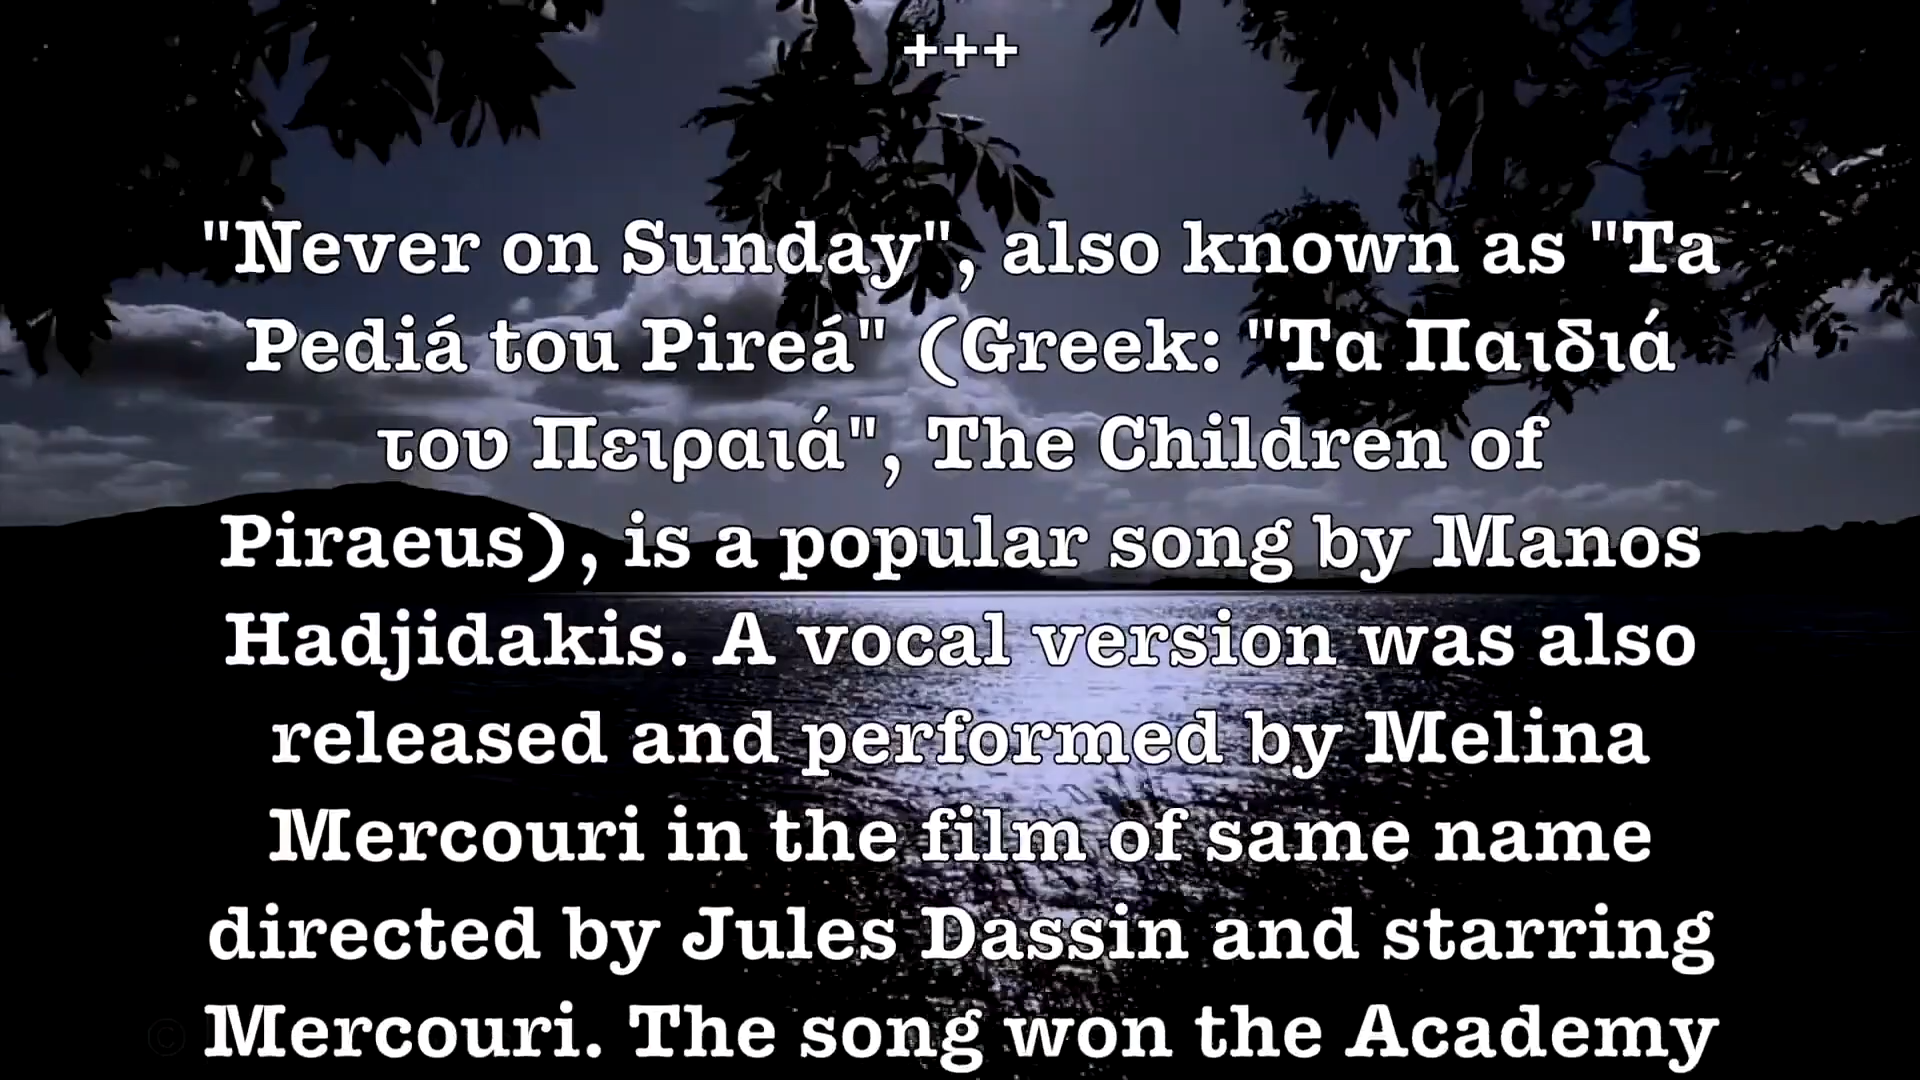 +++
"Never on Sunday", also known as "Ta
Pediá tou Pireá" (Greek: "Τα Παιδιά
του Πειραιά", The Children of
Piraeus), is a popular song by Manos
Hadjidakis. A vocal version was also
released and performed by Melina
Mercouri in the film of same name
directed by Jules Dassin and starring
© Mercouri. The song won the Academy